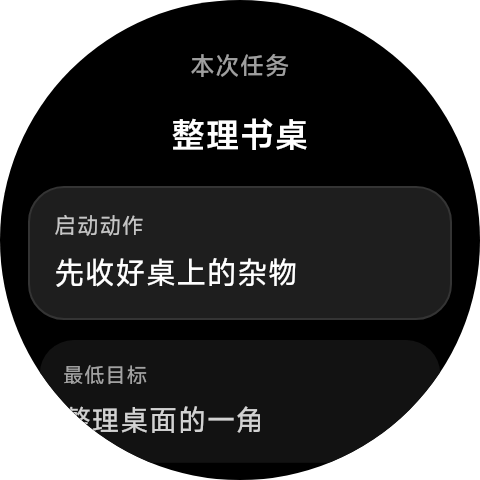 本次任务
整理书桌
启动动作
先收好桌上的杂物
最低目标
整理桌面的一角